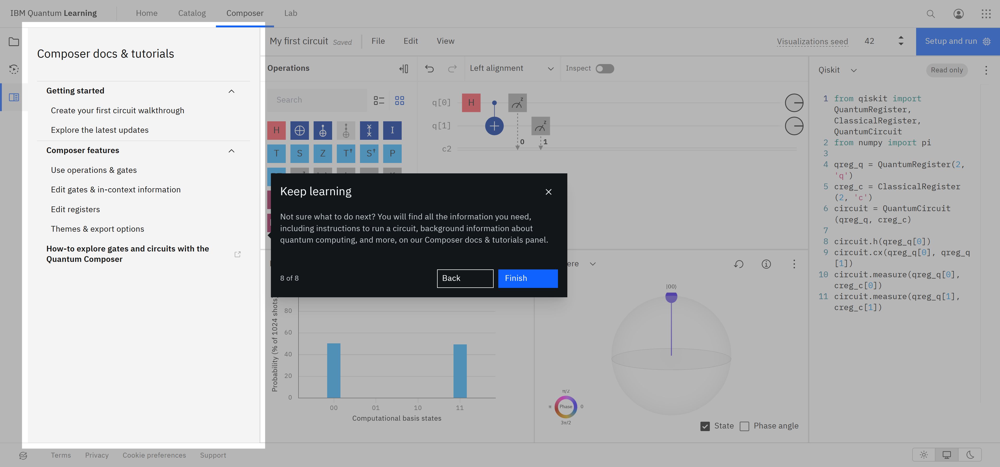 IBM Quantum Learning
Home
Catalog
Composer
Lab
Composer docs & tutorials
Getting started
Create your first circuit walkthrough
Explore the latest updates
Composer features
Use operations & gates
Edit gates & in-context information
Edit registers
Themes & export options
How-to explore gates and circuits with the
Quantum Composer
My first circuit Saved
File
Edit
View
Visualizations seed
42
Setup and run
Operations
Left alignment
Inspect
Search
H
I
T
S
Z
T†
S†
P
q[0]
H
z
q[1]
z
0
1
c2
Qiskit
Read only
1 from qiskit import
QuantumRegister,
ClassicalRegister,
QuantumCircuit
2 from numpy import pi
3
4 qreg_q = QuantumRegister(2,
'q')
5 creg_c = ClassicalRegister
(2, 'c')
6 circuit = QuantumCircuit
(qreg_q, creg_c)
7
8 circuit.h(qreg_q[0])
9 circuit.cx(qreg_q[0], qreg_q
[1])
10 circuit.measure(qreg_q[0],
creg_c[0])
11 circuit.measure(qreg_q[1],
creg_c[1])
Keep learning
Not sure what to do next? You will find all the information you need,
including instructions to run a circuit, background information about
quantum computing, and more, on our Composer docs & tutorials panel.
8 of 8
Back
Finish
Probability (% of 1024 shots)
80
60
40
20
0
00
01
10
11
Computational basis states
|00⟩
π/2
π
Phase
0
3π/2
State
Phase angle
Terms
Privacy
Cookie preferences
Support